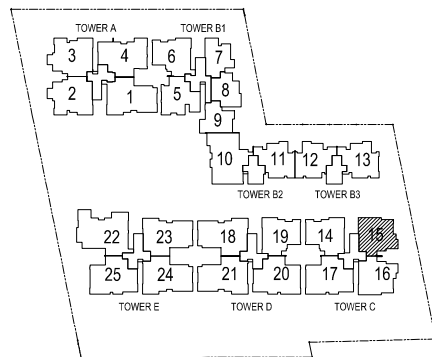 TOWER A TOWER B1
3 4 6 7
2 1 5 8
9
10 11 12 13
TOWER B2 TOWER B3
22 23 18 19 14 15
25 24 21 20 17 16
TOWER E TOWER D TOWER C